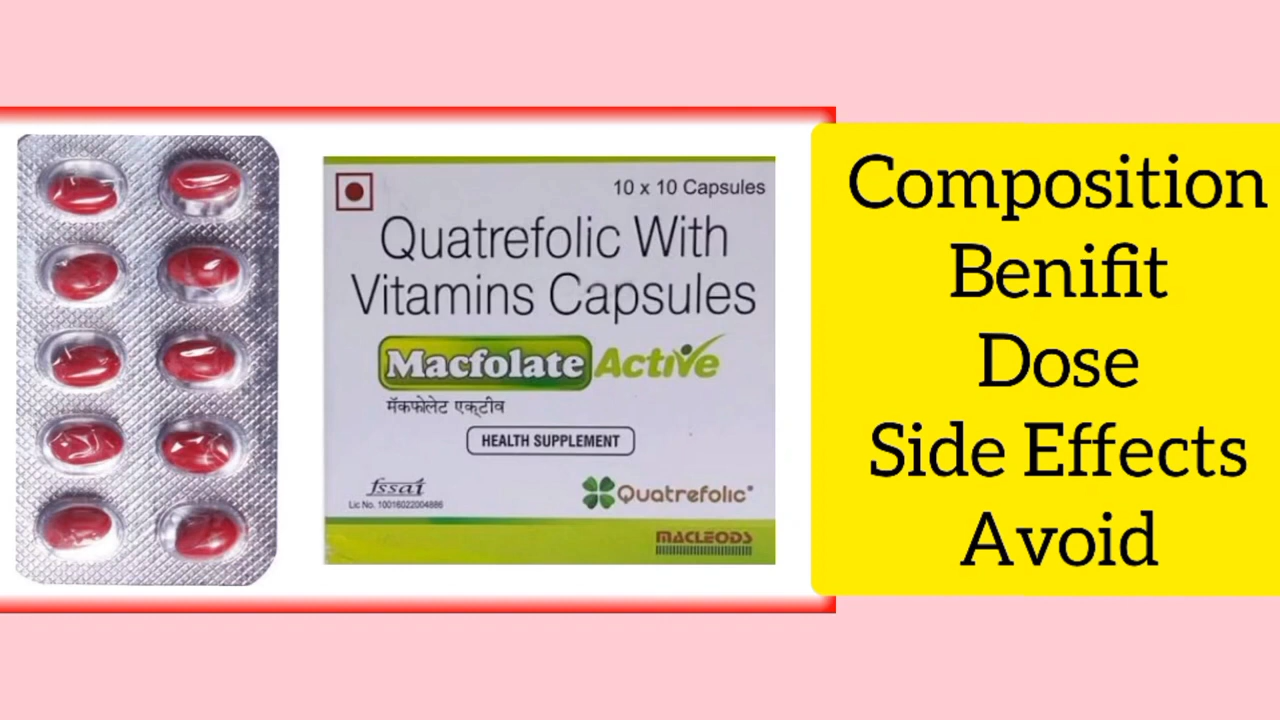 10 x 10 Capsules
Quatrefolic With
Vitamins Capsules
Macfolate Active
मॅकफोलेट एक्टीव
HEALTH SUPPLEMENT
fssai
Lic No. 10016022004886
Quatrefolic®
MACLEODS
Composition
Benifit
Dose
Side Effects
Avoid